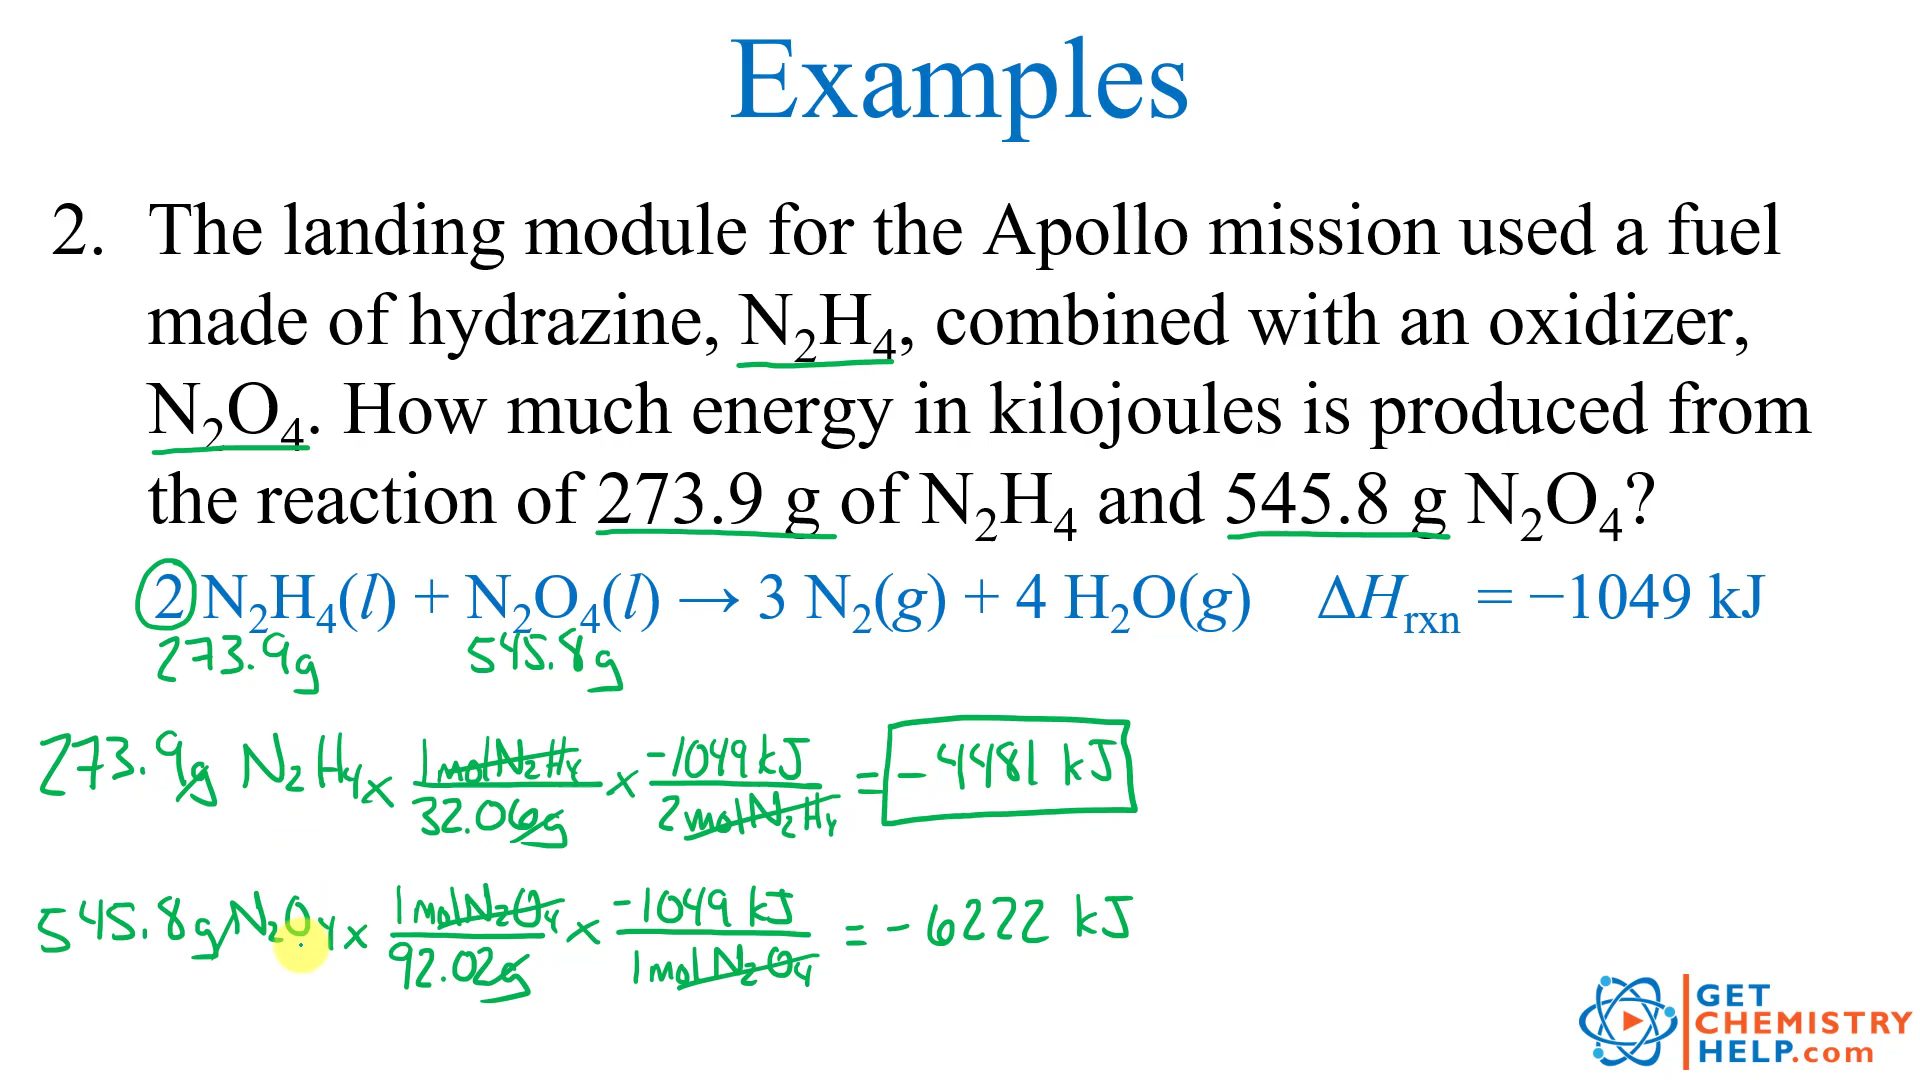 Examples
2. The landing module for the Apollo mission used a fuel
made of hydrazine, N₂H₄, combined with an oxidizer,
N₂O₄. How much energy in kilojoules is produced from
the reaction of 273.9 g of N₂H₄ and 545.8 g N₂O₄?
2 N₂H₄(l) + N₂O₄(l) → 3 N₂(g) + 4 H₂O(g) ΔHrxn = −1049 kJ
273.9g 545.8g
273.9g N₂H₄ × 1 mol N₂H₄ / 32.06g × -1049 kJ / 2 mol N₂H₄ = -4481 kJ
545.8g N₂O₄ × 1 mol N₂O₄ / 92.02g × -1049 kJ / 1 mol N₂O₄ = -6222 kJ
GET
CHEMISTRY
HELP.com